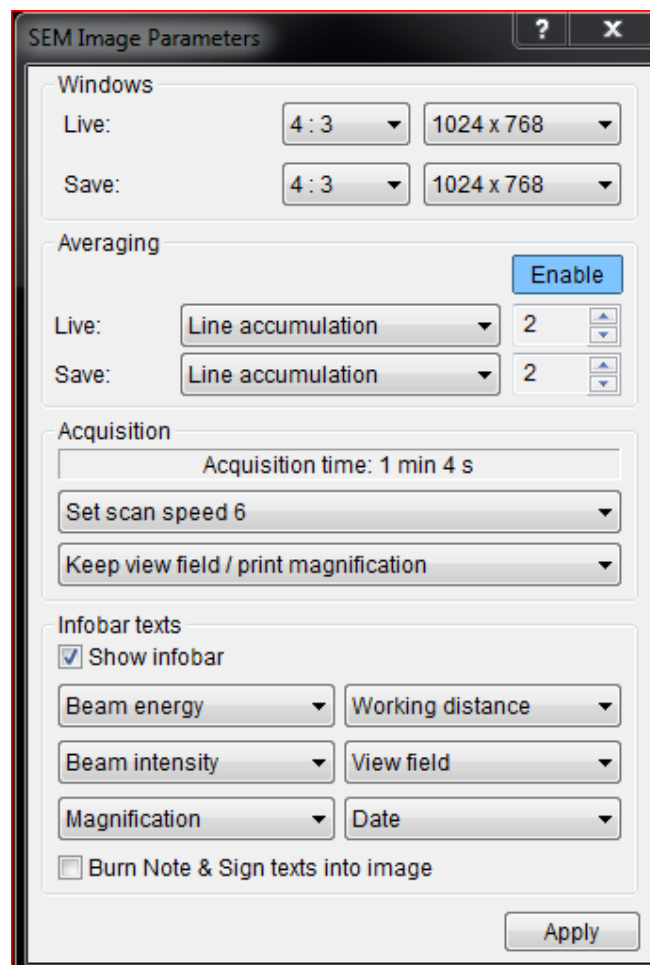 SEM Image Parameters ? x
Windows
Live: 4 : 3 1024 x 768
Save: 4 : 3 1024 x 768
Averaging
Enable
Live: Line accumulation 2
Save: Line accumulation 2
Acquisition
Acquisition time: 1 min 4 s
Set scan speed 6
Keep view field / print magnification
Infobar texts
Show infobar
Beam energy Working distance
Beam intensity View field
Magnification Date
Burn Note & Sign texts into image
Apply